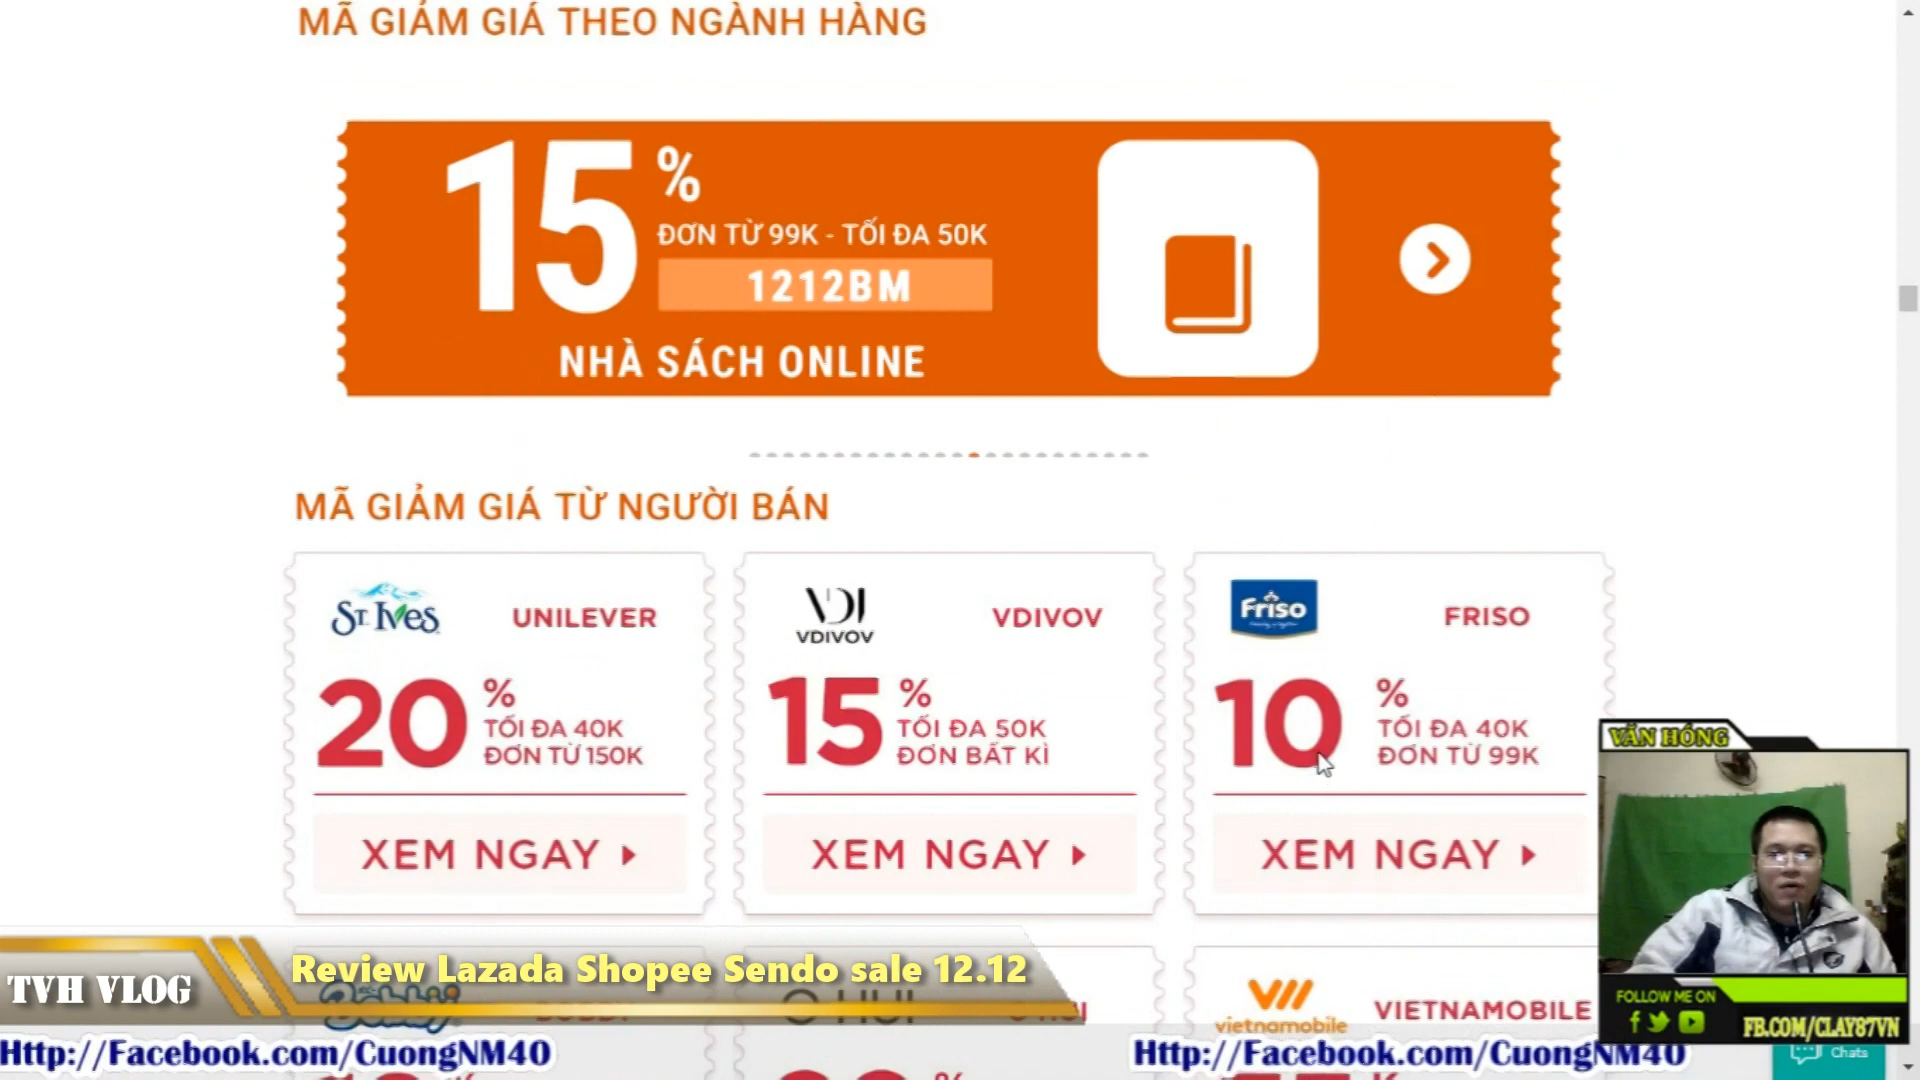 MÃ GIẢM GIÁ THEO NGÀNH HÀNG
15%
ĐƠN TỪ 99K - TỐI ĐA 50K
1212BM
NHÀ SÁCH ONLINE
MÃ GIẢM GIÁ TỪ NGƯỜI BÁN
ST. IVES
UNILEVER
20%
TỐI ĐA 40K
ĐƠN TỪ 150K
XEM NGAY
VDI
VDIVOV
VDIVOV
15%
TỐI ĐA 50K
ĐƠN BẤT KÌ
XEM NGAY
Friso
FRISO
10%
TỐI ĐA 40K
ĐƠN TỪ 99K
XEM NGAY
VĂN HÓNG
TVH VLOG
Review Lazada Shopee Sendo sale 12.12
vietnamobile
VIETNAMOBILE
FOLLOW ME ON
FB.COM/CLAY87VN
Http://Facebook.com/CuongNM40
Http://Facebook.com/CuongNM40
Chats